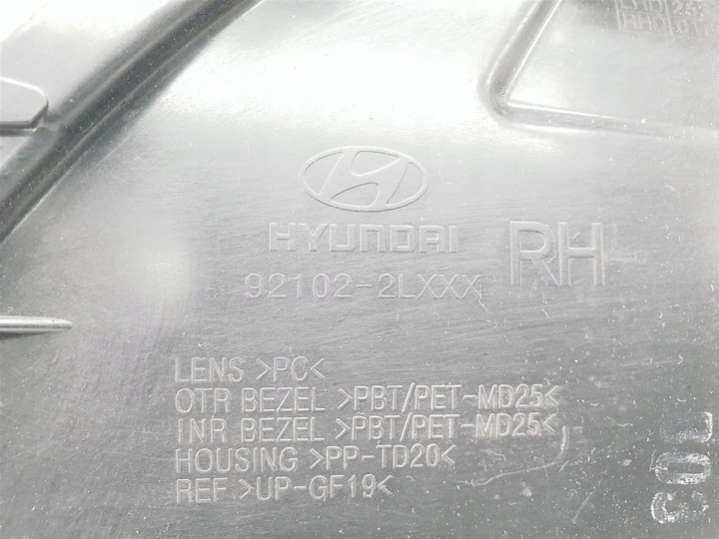 HYUNDAI
92102-2LXXX
RH
LENS >PC<
OTR BEZEL >PBT/PET-MD25<
INR BEZEL >PBT/PET-MD25<
HOUSING >PP-TD20<
REF >UP-GF19<